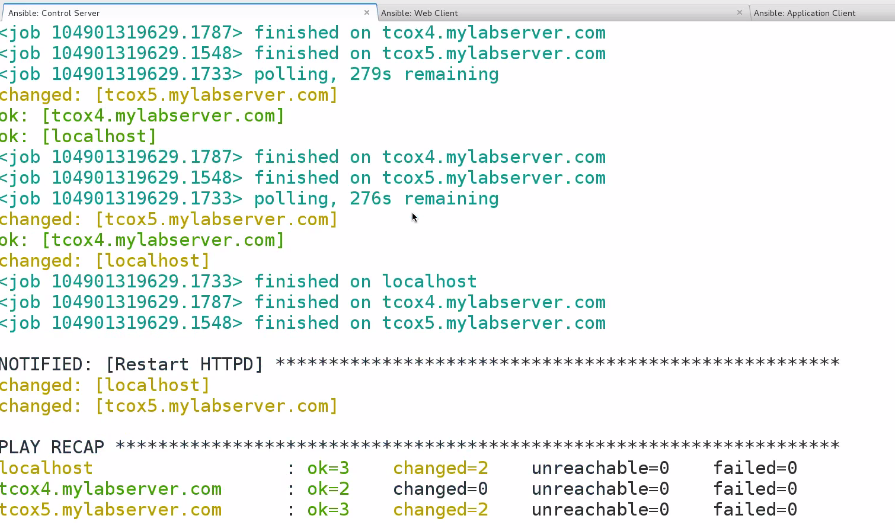 Ansible: Control Server × Ansible: Web Client × Ansible: Application Client
<job 104901319629.1787> finished on tcox4.mylabserver.com
<job 104901319629.1548> finished on tcox5.mylabserver.com
<job 104901319629.1733> polling, 279s remaining
changed: [tcox5.mylabserver.com]
ok: [tcox4.mylabserver.com]
ok: [localhost]
<job 104901319629.1787> finished on tcox4.mylabserver.com
<job 104901319629.1548> finished on tcox5.mylabserver.com
<job 104901319629.1733> polling, 276s remaining
changed: [tcox5.mylabserver.com]
ok: [tcox4.mylabserver.com]
changed: [localhost]
<job 104901319629.1733> finished on localhost
<job 104901319629.1787> finished on tcox4.mylabserver.com
<job 104901319629.1548> finished on tcox5.mylabserver.com
NOTIFIED: [Restart HTTPD] *****************************************************
changed: [localhost]
changed: [tcox5.mylabserver.com]
PLAY RECAP ********************************************************************
localhost : ok=3 changed=2 unreachable=0 failed=0
tcox4.mylabserver.com : ok=2 changed=0 unreachable=0 failed=0
tcox5.mylabserver.com : ok=3 changed=2 unreachable=0 failed=0